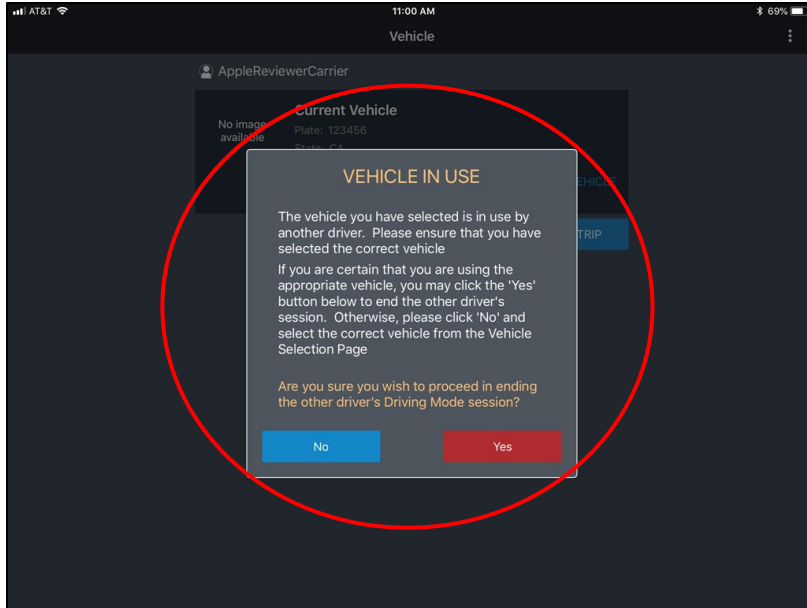 AT&T
11:00 AM
69%
Vehicle
AppleReviewerCarrier
No image
available
Current Vehicle
Plate: 123456
State: CA
EHICLE
TRIP
VEHICLE IN USE
The vehicle you have selected is in use by
another driver. Please ensure that you have
selected the correct vehicle
If you are certain that you are using the
appropriate vehicle, you may click the 'Yes'
button below to end the other driver's
session. Otherwise, please click 'No' and
select the correct vehicle from the Vehicle
Selection Page
Are you sure you wish to proceed in ending
the other driver's Driving Mode session?
No
Yes